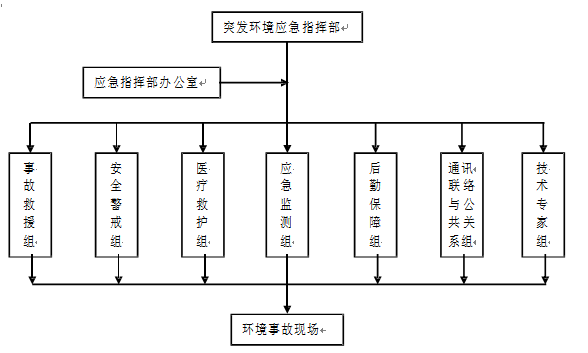 突发环境应急指挥部
应急指挥部办公室
事故救援组
安全警戒组
医疗救护组
应急监测组
后勤保障组
通讯联络与公共关系组
技术专家组
环境事故现场